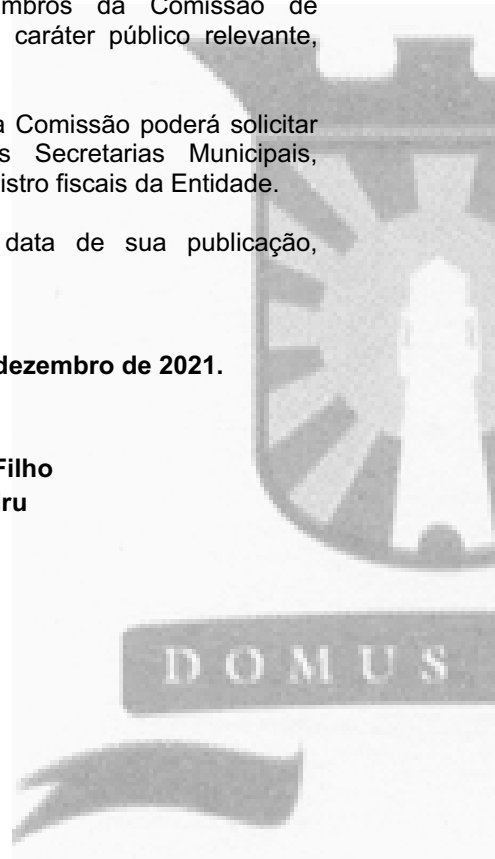 mbros da Comissão de
caráter público relevante,
a Comissão poderá solicitar
s Secretarias Municipais,
istro fiscais da Entidade.
data de sua publicação,
dezembro de 2021.
Filho
ru
DOMUS